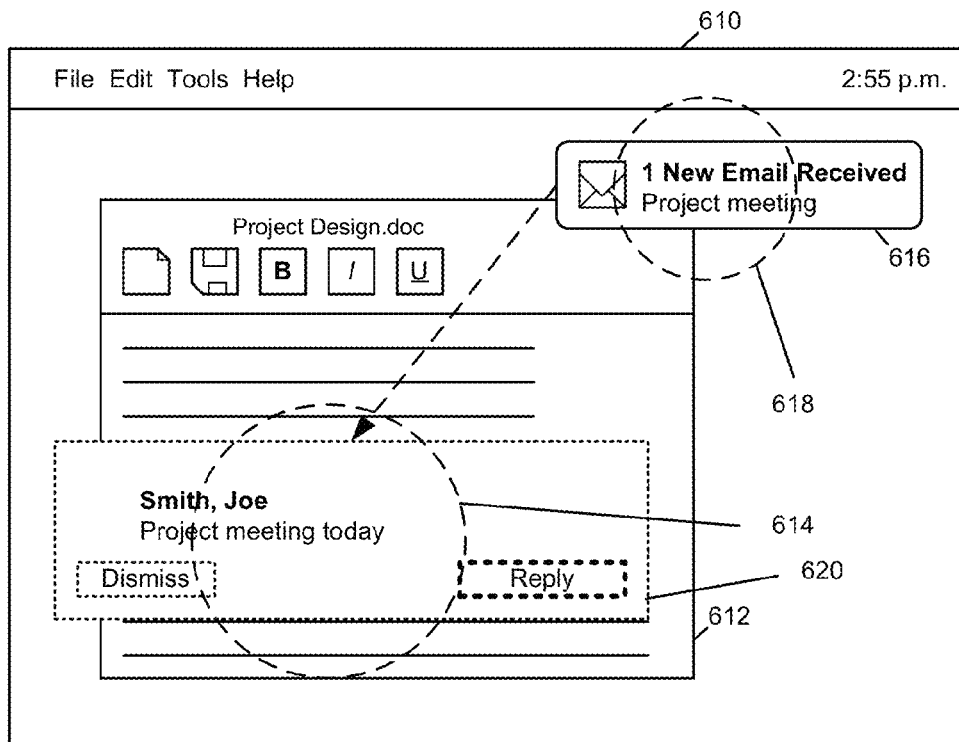 610
File Edit Tools Help 2:55 p.m.
1 New Email Received
Project meeting
616
Project Design.doc
B I U
618
Smith, Joe
Project meeting today
614
Dismiss Reply
620
612